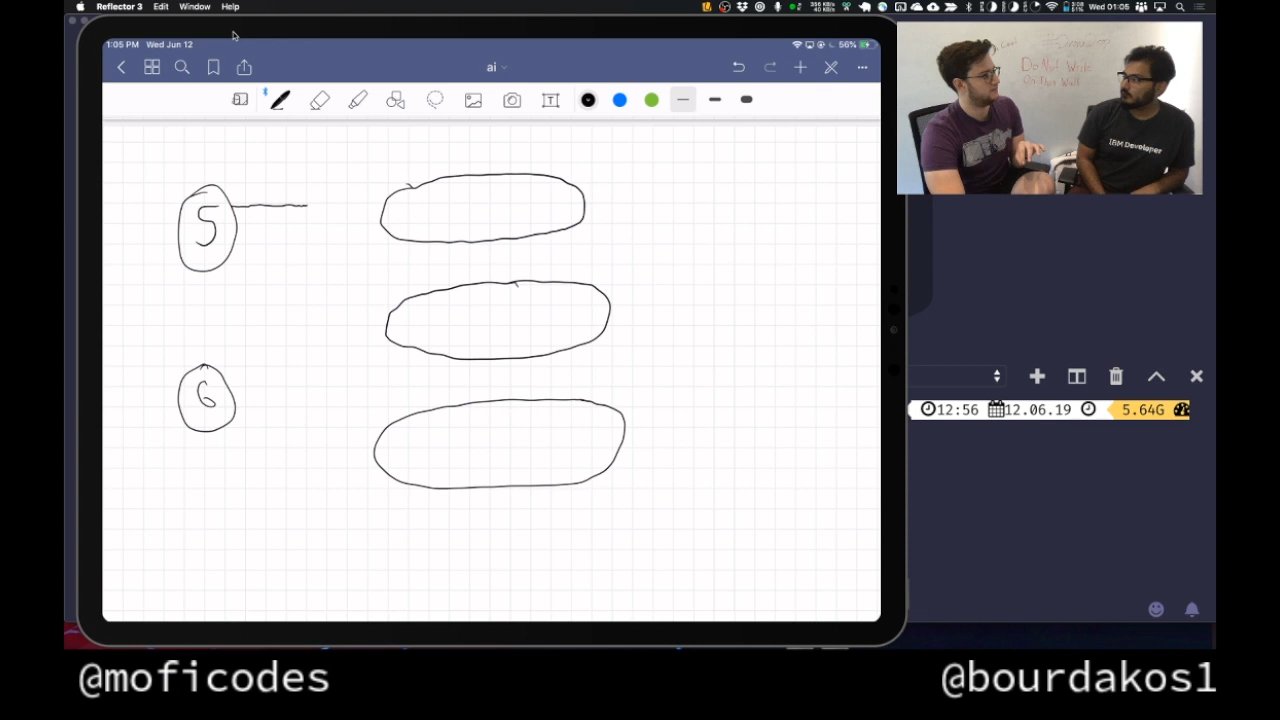 Reflector 3 Edit Window Help
Wed 01:05
1:05 PM Wed Jun 12
56%
ai
T
Do Not Write
On This Wall
IBM Developer
5
6
12:56 12.06.19 5.64G
@moficodes
@bourdakos1